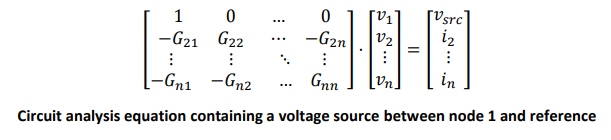 1 0 … 0 v₁ v_src
−G₂₁ G₂₂ ⋯ −G₂ₙ v₂ i₂
⋮ ⋮ ⋱ ⋮ · ⋮ = ⋮
−Gₙ₁ −Gₙ₂ … Gₙₙ vₙ iₙ
Circuit analysis equation containing a voltage source between node 1 and reference